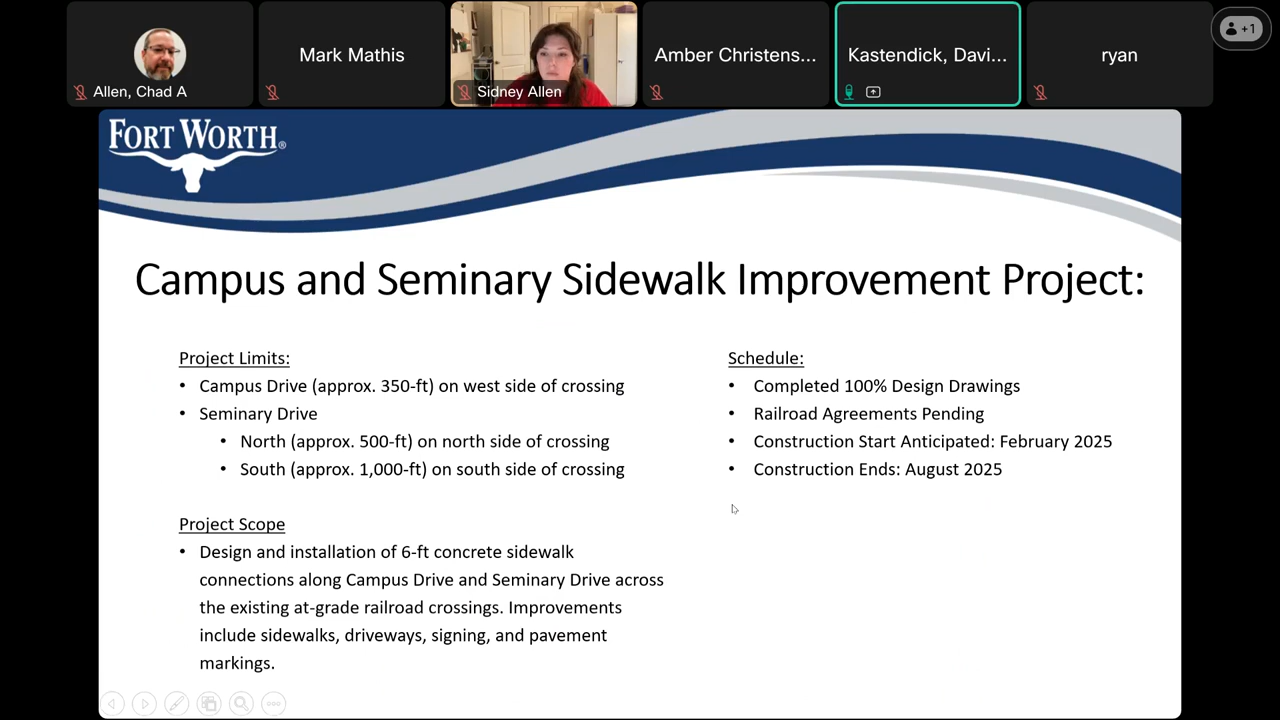 Allen, Chad A
Mark Mathis
Sidney Allen
Amber Christens...
Kastendick, Davi...
ryan
+1
FORT WORTH®
Campus and Seminary Sidewalk Improvement Project:
Project Limits:
• Campus Drive (approx. 350-ft) on west side of crossing
• Seminary Drive
• North (approx. 500-ft) on north side of crossing
• South (approx. 1,000-ft) on south side of crossing
Project Scope
• Design and installation of 6-ft concrete sidewalk
connections along Campus Drive and Seminary Drive across
the existing at-grade railroad crossings. Improvements
include sidewalks, driveways, signing, and pavement
markings.
Schedule:
• Completed 100% Design Drawings
• Railroad Agreements Pending
• Construction Start Anticipated: February 2025
• Construction Ends: August 2025